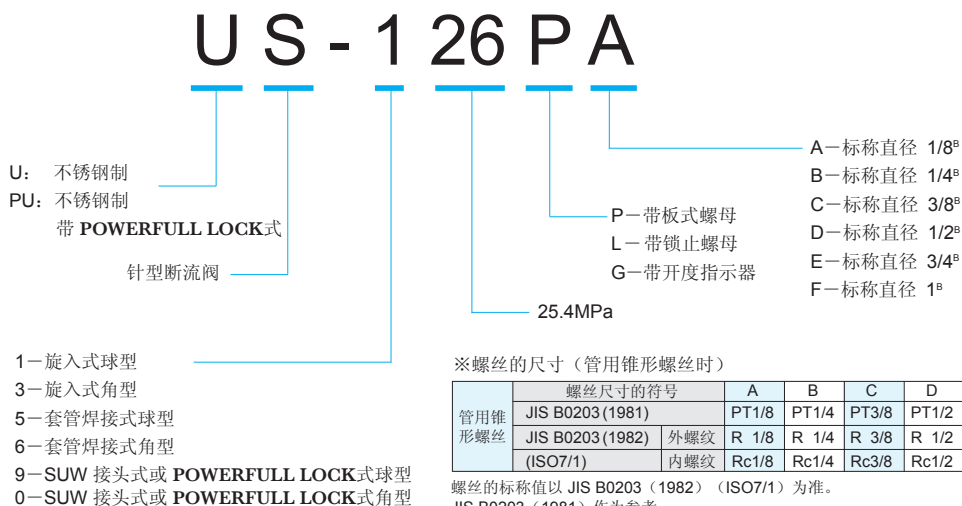 US-126PA
U： 不锈钢制
PU：不锈钢制
带 POWERFULL LOCK式
针型断流阀
1－旋入式球型
3－旋入式角型
5－套管焊接式球型
6－套管焊接式角型
9－SUW 接头式或 POWERFULL LOCK式球型
0－SUW 接头式或 POWERFULL LOCK式角型
25.4MPa
P－带板式螺母
L－带锁止螺母
G－带开度指示器
A－标称直径 1/8ᴮ
B－标称直径 1/4ᴮ
C－标称直径 3/8ᴮ
D－标称直径 1/2ᴮ
E－标称直径 3/4ᴮ
F－标称直径 1ᴮ
※螺丝的尺寸（管用锥形螺丝时）
管用锥形螺丝 螺丝尺寸的符号 A B C D
JIS B0203(1981) PT1/8 PT1/4 PT3/8 PT1/2
JIS B0203(1982) 外螺纹 R 1/8 R 1/4 R 3/8 R 1/2
(ISO7/1) 内螺纹 Rc1/8 Rc1/4 Rc3/8 Rc1/2
螺丝的标称值以 JIS B0203（1982）（ISO7/1）为准。
JIS B0203（1981）作为参考